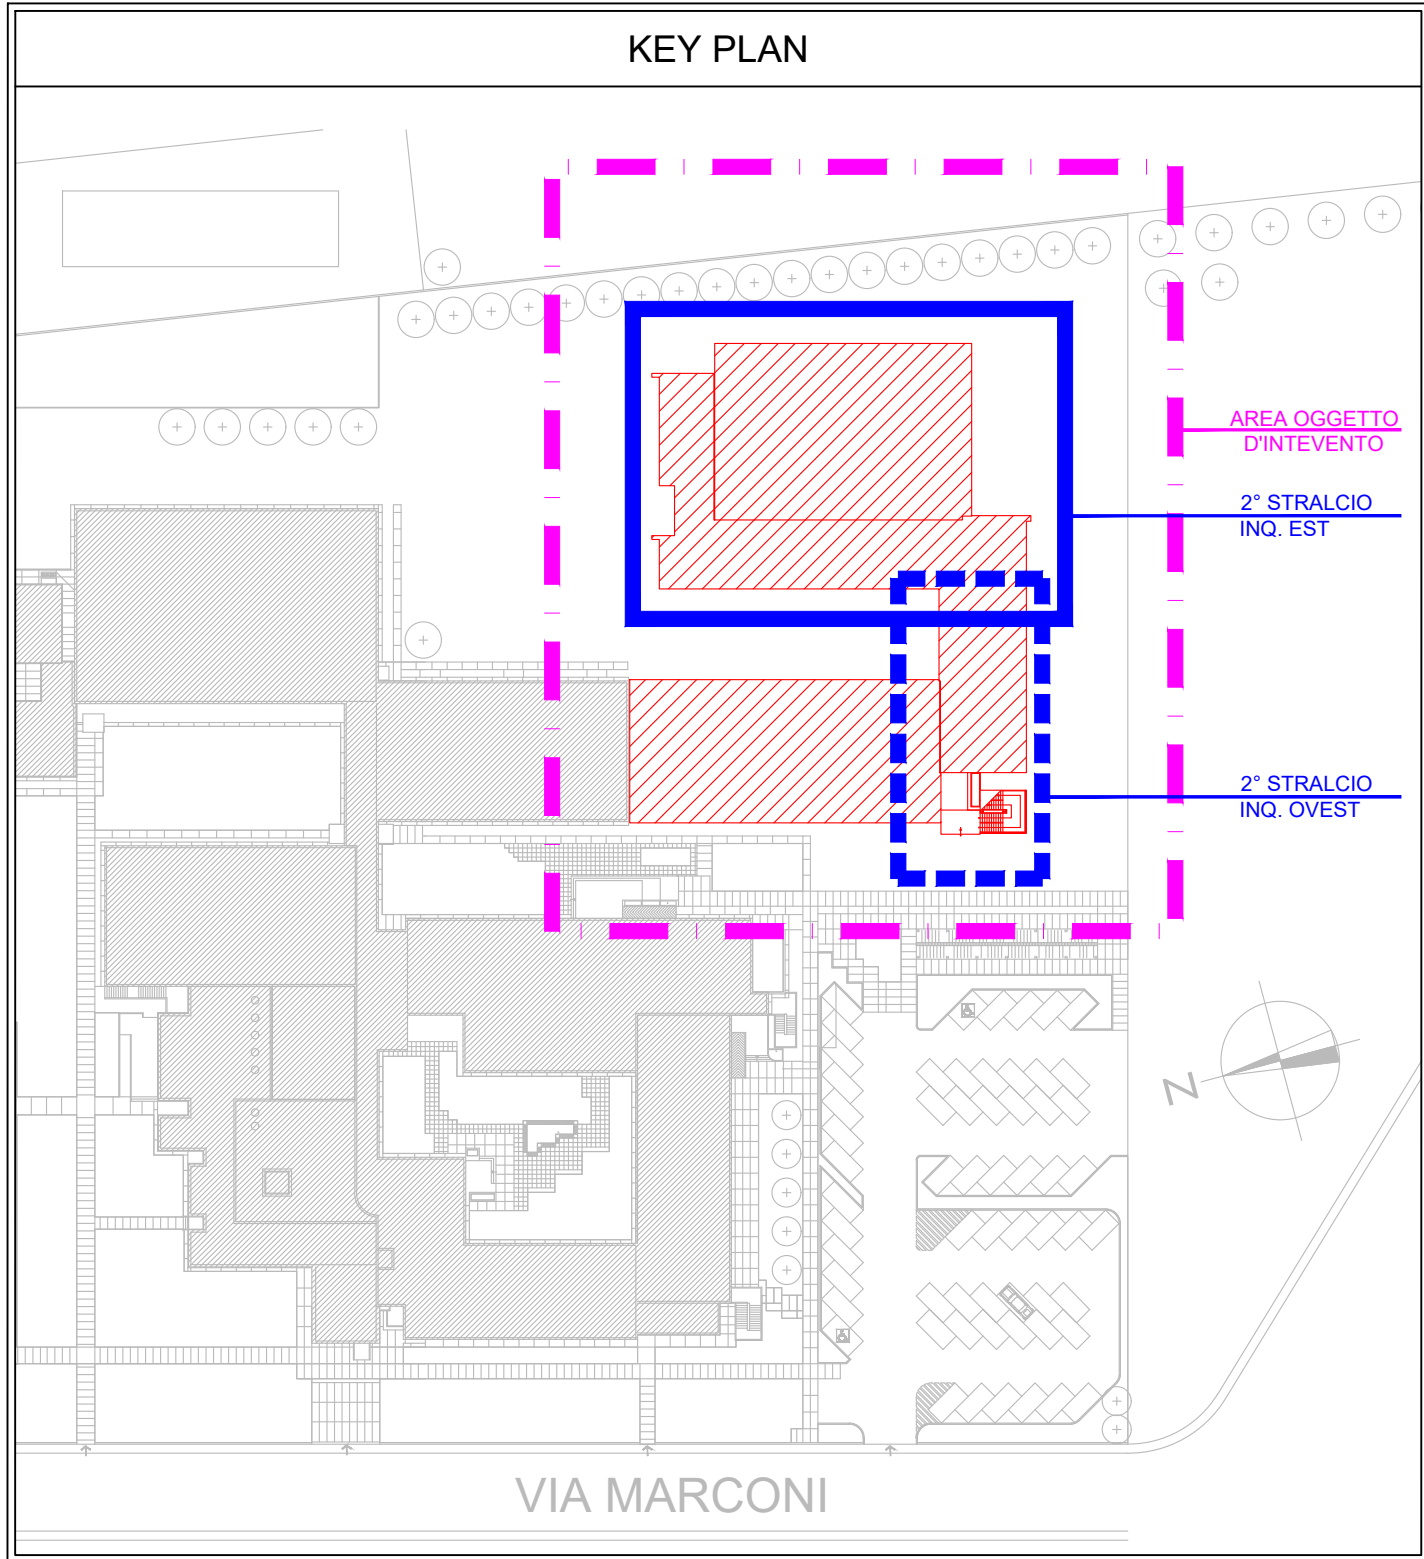 KEY PLAN
AREA OGGETTO
D'INTEVENTO
2° STRALCIO
INQ. EST
2° STRALCIO
INQ. OVEST
N
VIA MARCONI